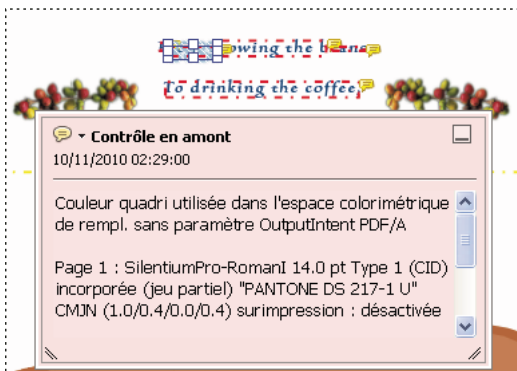 owing the beans
To drinking the coffee,
Contrôle en amont
10/11/2010 02:29:00
Couleur quadri utilisée dans l'espace colorimétrique
de rempl. sans paramètre OutputIntent PDF/A
Page 1 : SilentiumPro-RomanI 14.0 pt Type 1 (CID)
incorporée (jeu partiel) "PANTONE DS 217-1 U"
CMJN (1.0/0.4/0.0/0.4) surimpression : désactivée